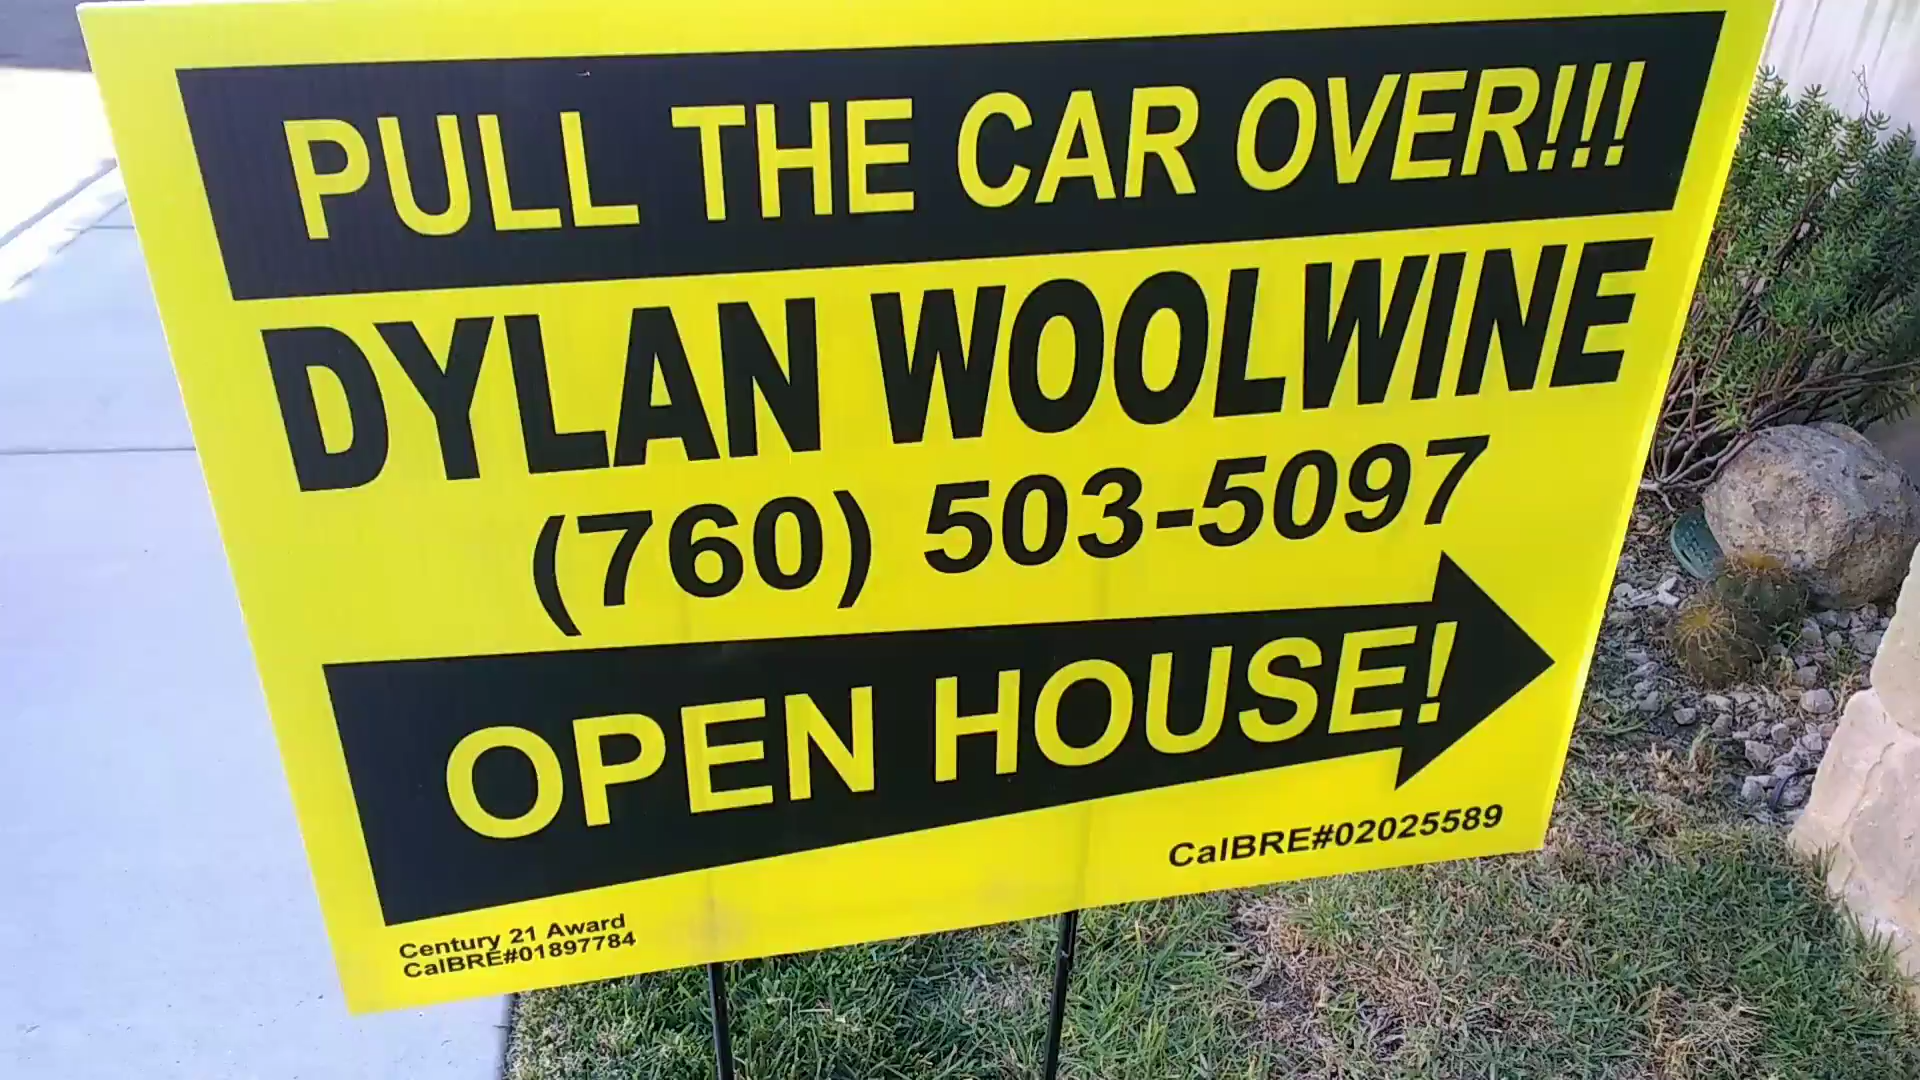 PULL THE CAR OVER!!!
DYLAN WOOLWINE
(760) 503-5097
OPEN HOUSE!
CalBRE#02025589
Century 21 Award
CalBRE#01897784